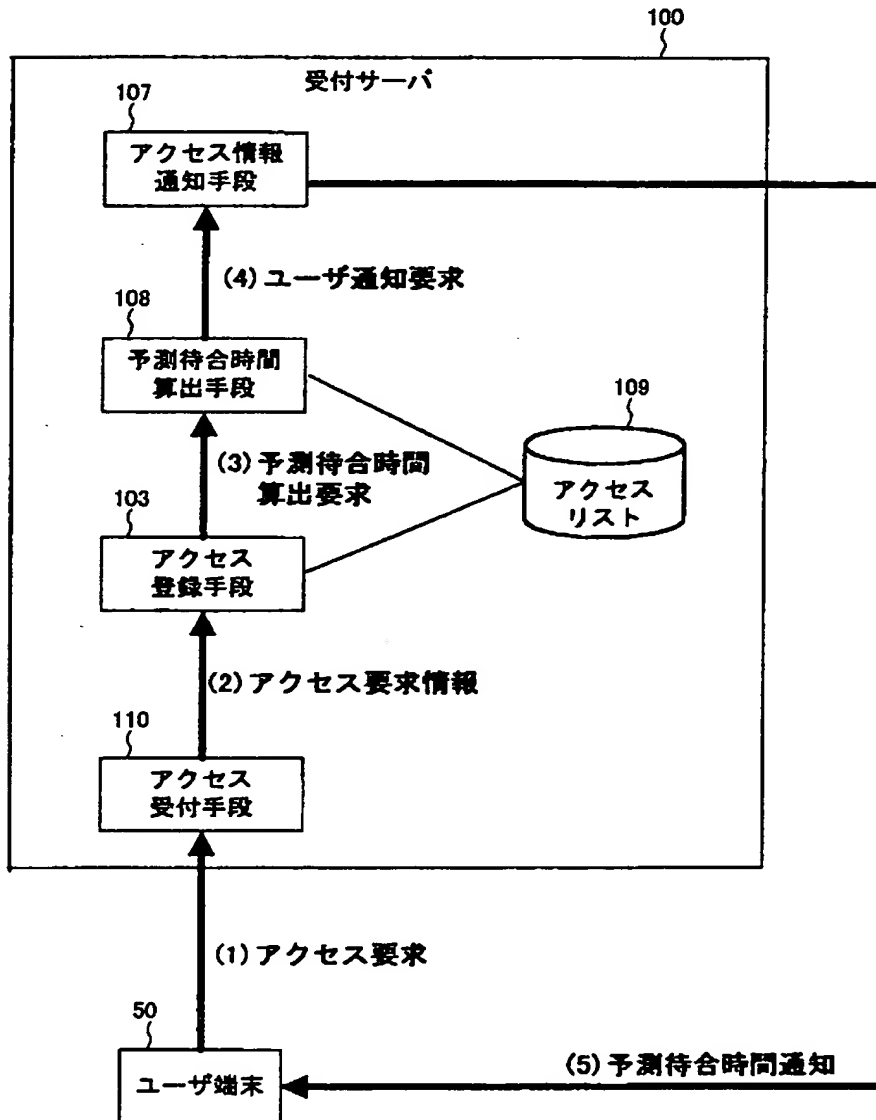 100
受付サーバ
107
アクセス情報
通知手段
(4)ユーザ通知要求
108
予測待合時間
算出手段
109
アクセス
リスト
(3)予測待合時間
算出要求
103
アクセス
登録手段
(2)アクセス要求情報
110
アクセス
受付手段
(1)アクセス要求
50
ユーザ端末
(5)予測待合時間通知